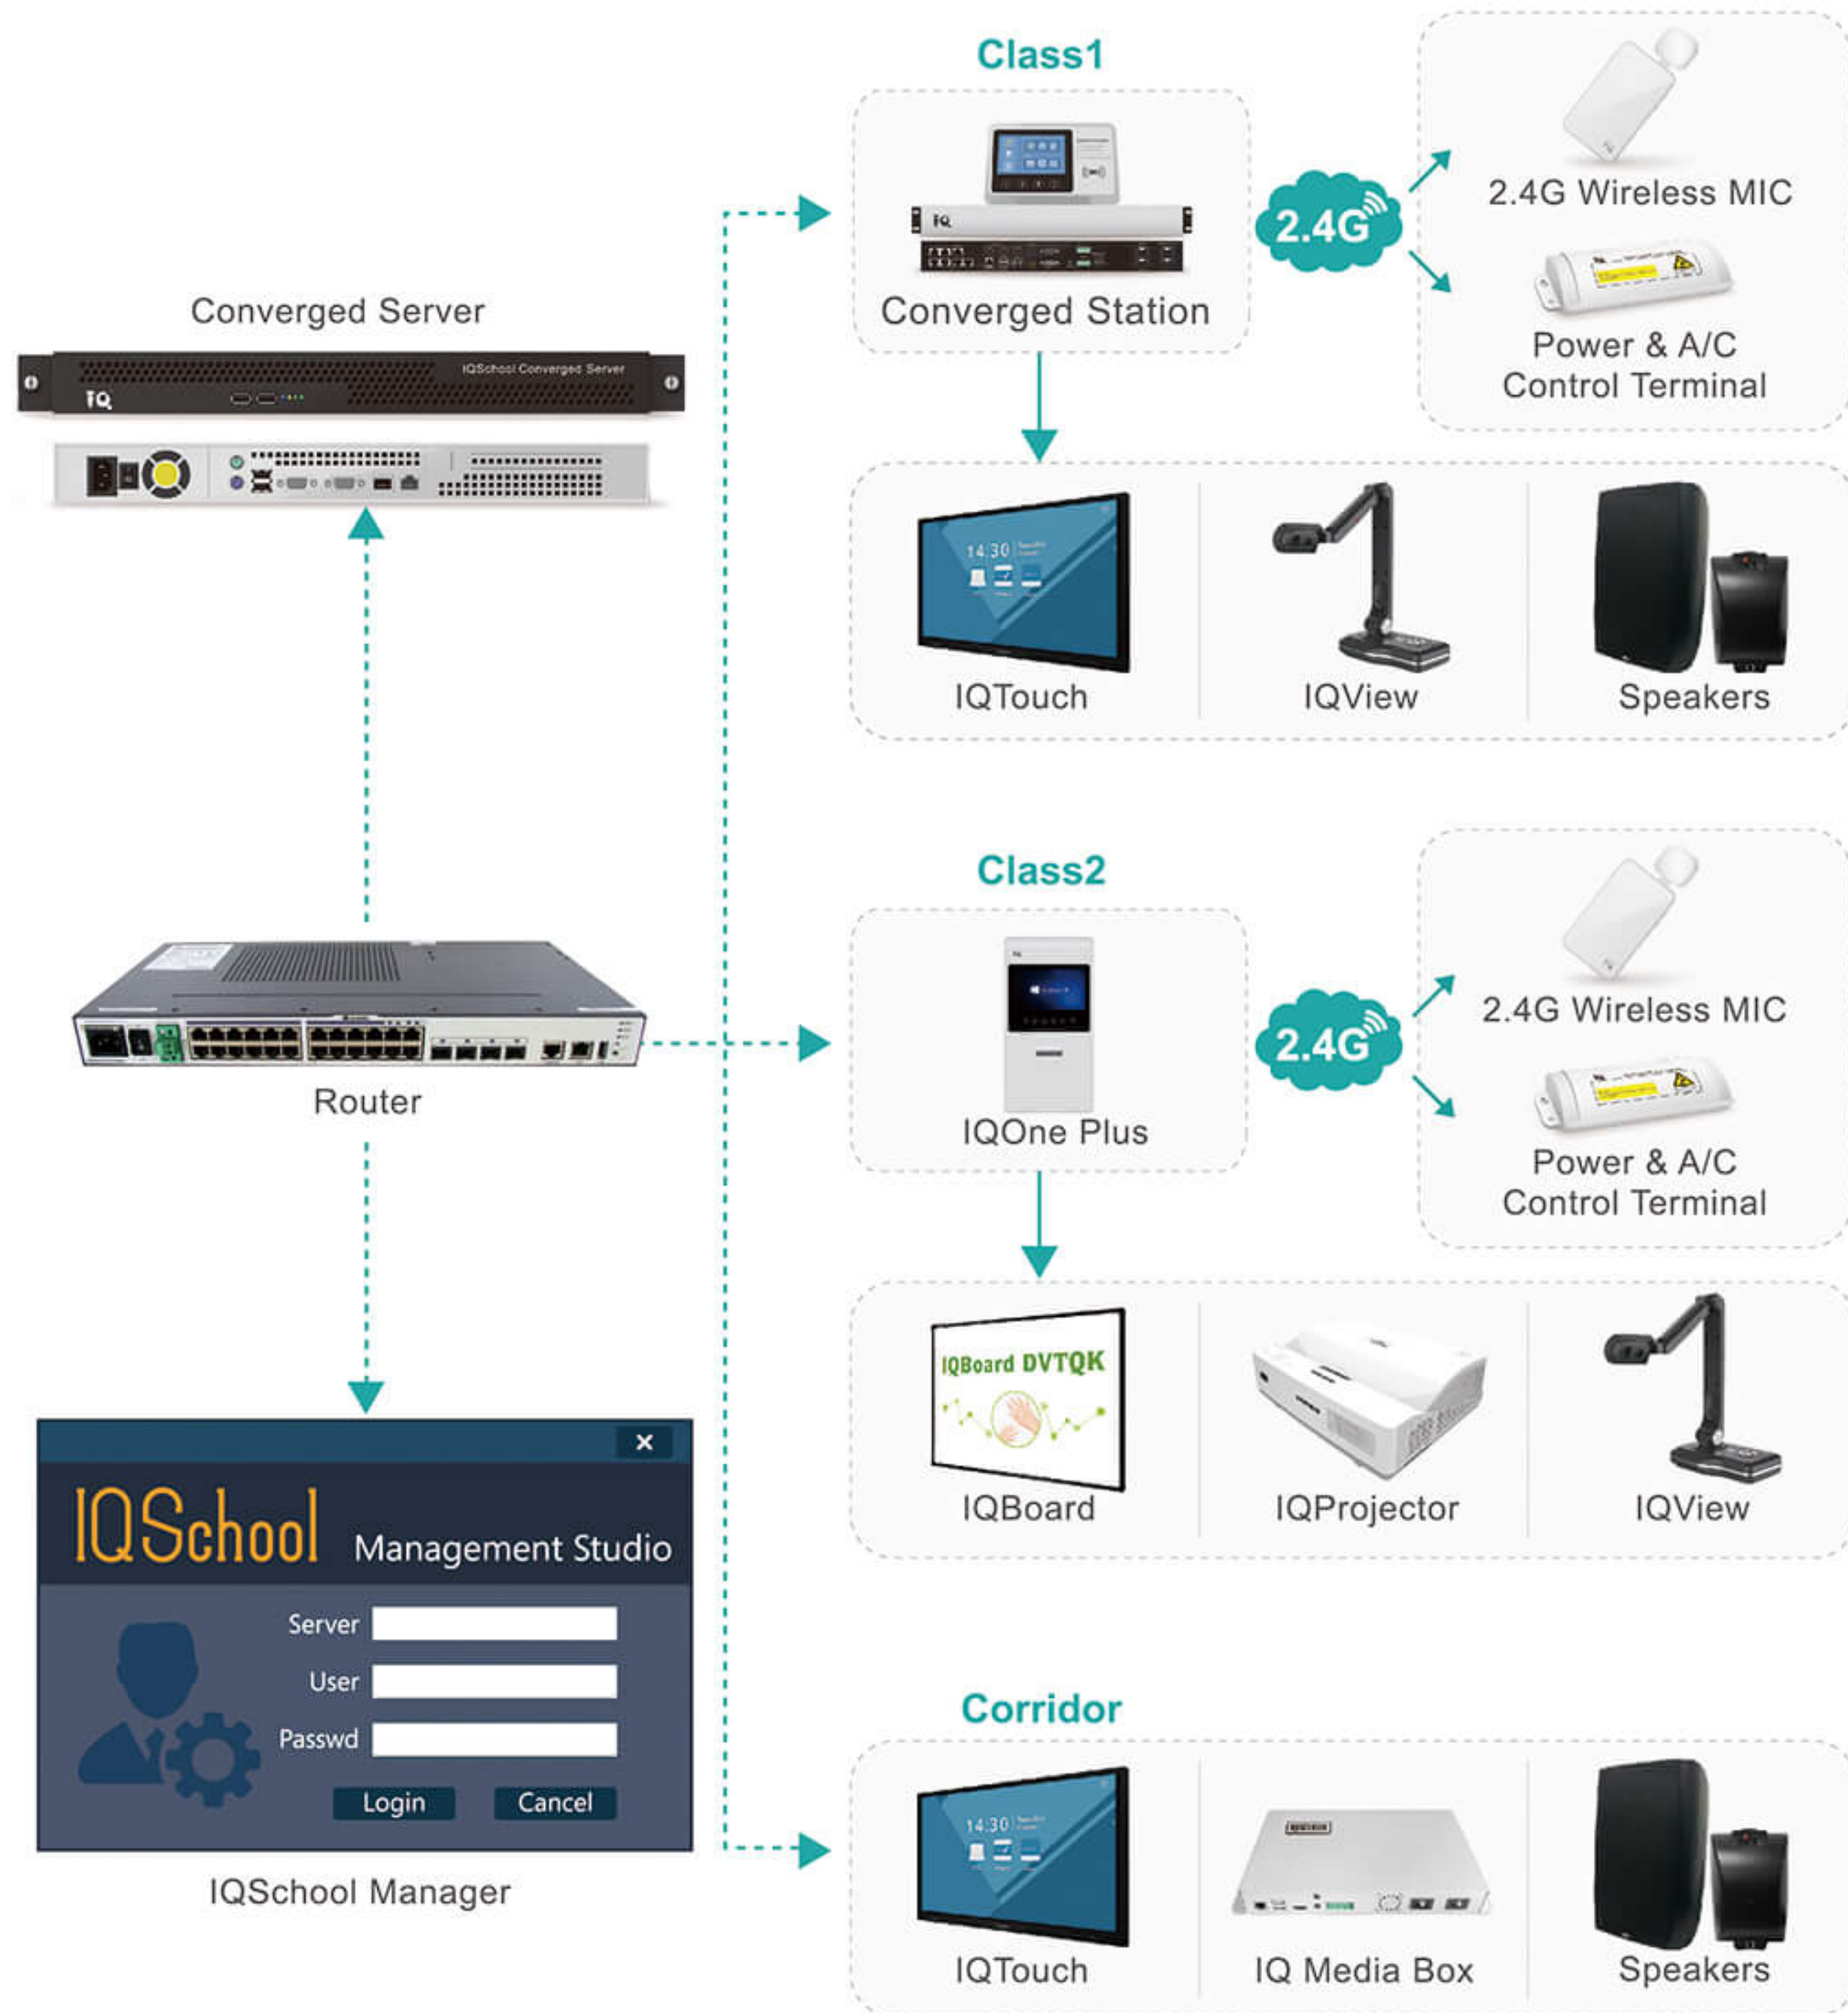 Class1
2.4G
2.4G Wireless MIC
Power & A/C
Control Terminal
IQ
Converged Station
Converged Server
IQSchool Converged Server
IQ
14:30
IQTouch
IQView
Speakers
Class2
2.4G
2.4G Wireless MIC
Power & A/C
Control Terminal
IQOne Plus
Router
IQBoard DVTQK
IQBoard
IQProjector
IQView
×
IQSchool Management Studio
Server
User
Passwd
Login Cancel
IQSchool Manager
Corridor
14:30
IQTouch
IQ Media Box
Speakers